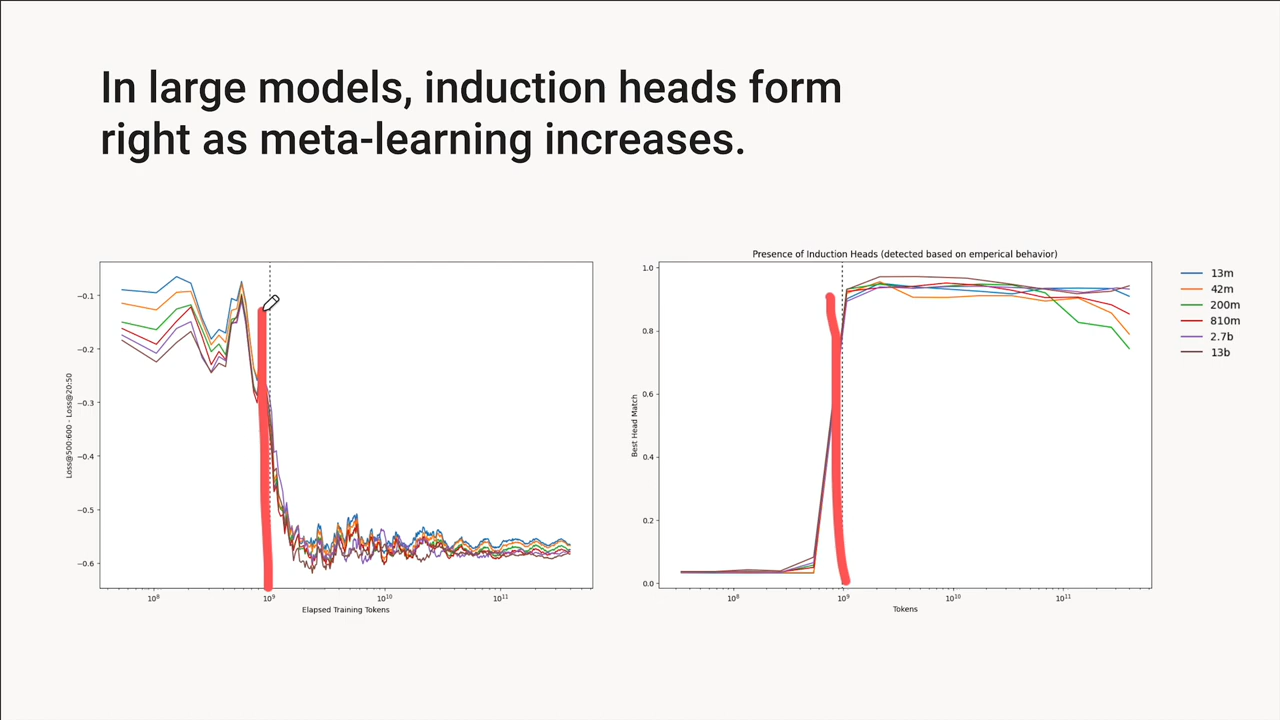 In large models, induction heads form
right as meta-learning increases.
Presence of Induction Heads (detected based on emperical behavior)
−0.1
−0.2
−0.3
−0.4
−0.5
−0.6
Loss@500:600 - Loss@20:50
10⁸
10⁹
10¹⁰
10¹¹
Elapsed Training Tokens
1.0
0.8
0.6
0.4
0.2
0.0
Best Head Match
10⁸
10⁹
10¹⁰
10¹¹
Tokens
13m
42m
200m
810m
2.7b
13b